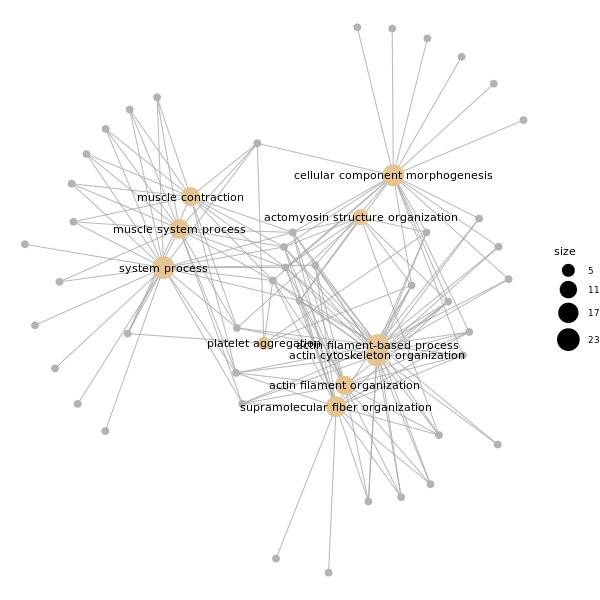 cellular component morphogenesis
muscle contraction
actomyosin structure organization
muscle system process
system process
platelet aggregation
actin filament-based process
actin cytoskeleton organization
actin filament organization
supramolecular fiber organization
size
5
11
17
23